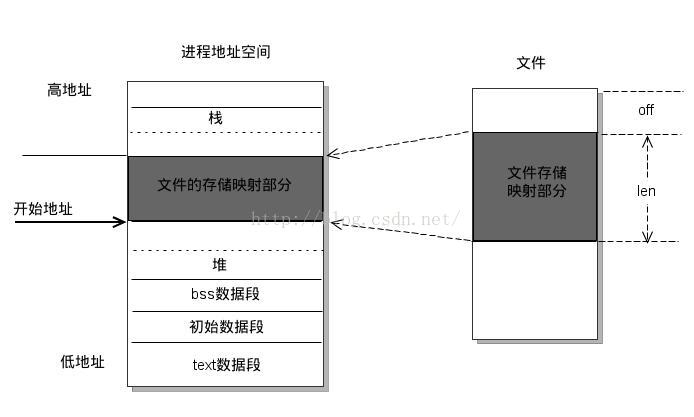 进程地址空间
文件
高地址
栈
off
文件的存储映射部分
文件存储
映射部分
len
开始地址
http://blog.csdn.net/
堆
bss数据段
初始数据段
低地址
text数据段